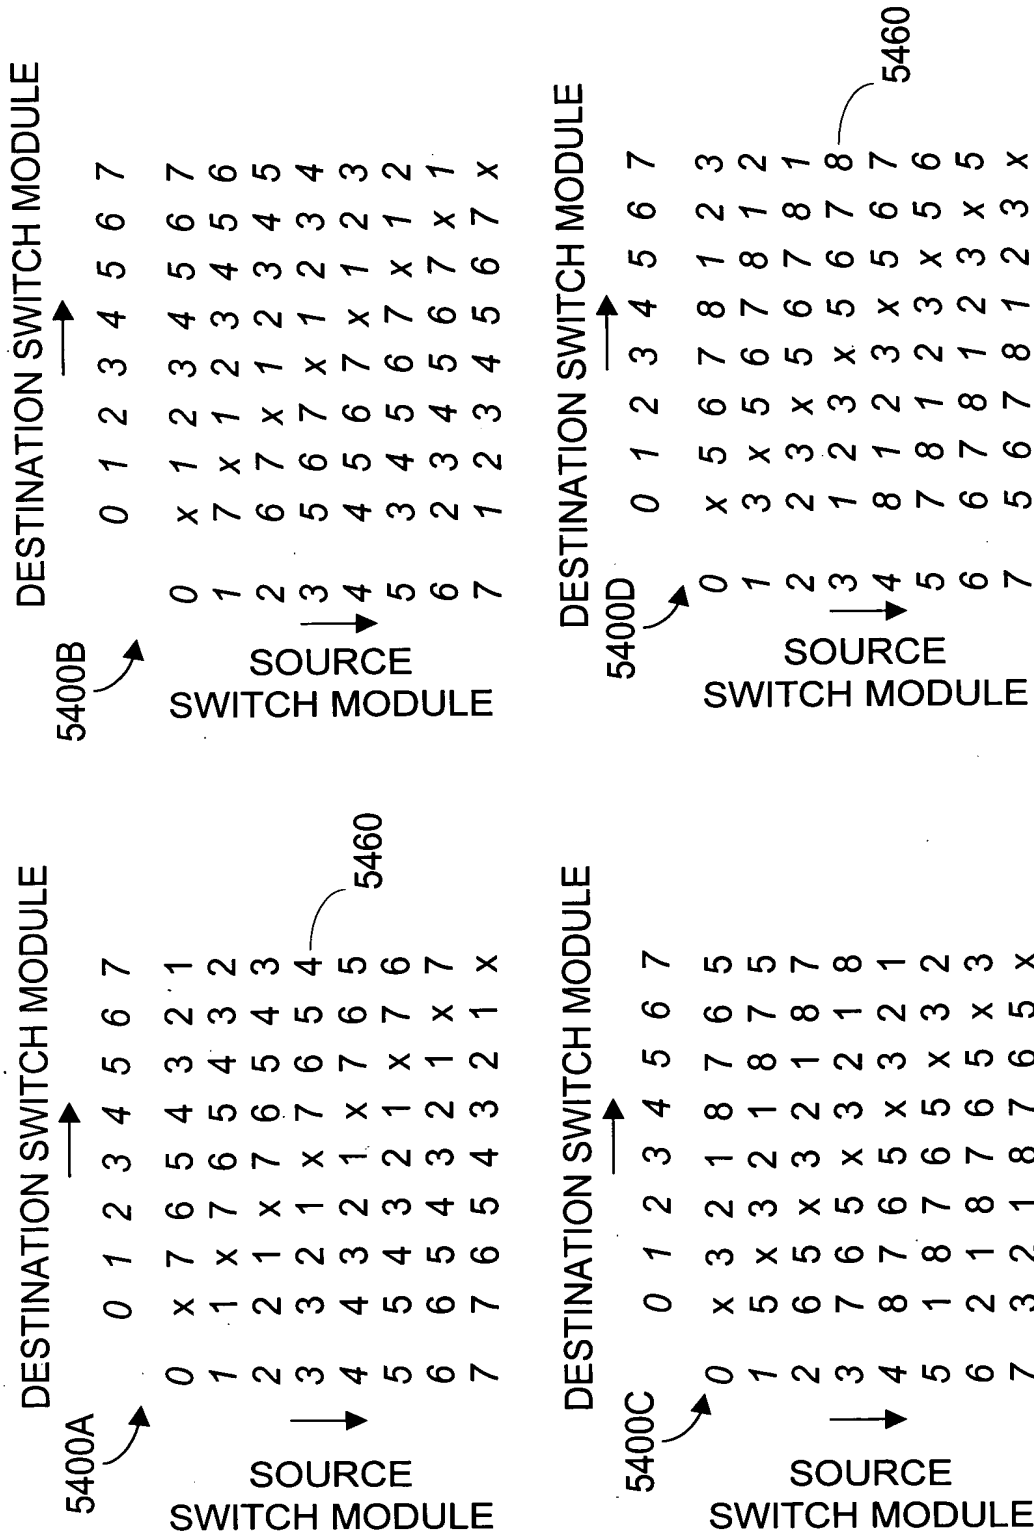 5400A
DESTINATION SWITCH MODULE
0 1 2 3 4 5 6 7
SOURCE
SWITCH MODULE
0 x 7 6 5 4 3 2 1
1 1 x 7 6 5 4 3 2
2 2 1 x 7 6 5 4 3
3 3 2 1 x 7 6 5 4
4 4 3 2 1 x 7 6 5
5 5 4 3 2 1 x 7 6
6 6 5 4 3 2 1 x 7
7 7 6 5 4 3 2 1 x
5460
5400B
DESTINATION SWITCH MODULE
0 1 2 3 4 5 6 7
SOURCE
SWITCH MODULE
0 x 1 2 3 4 5 6 7
1 7 x 1 2 3 4 5 6
2 6 7 x 1 2 3 4 5
3 5 6 7 x 1 2 3 4
4 4 5 6 7 x 1 2 3
5 3 4 5 6 7 x 1 2
6 2 3 4 5 6 7 x 1
7 1 2 3 4 5 6 7 x
5400C
DESTINATION SWITCH MODULE
0 1 2 3 4 5 6 7
SOURCE
SWITCH MODULE
0 x 3 2 1 8 7 6 5
1 5 x 3 2 1 8 7 5
2 6 5 x 3 2 1 8 7
3 7 6 5 x 3 2 1 8
4 8 7 6 5 x 3 2 1
5 1 8 7 6 5 x 3 2
6 2 1 8 7 6 5 x 3
7 3 2 1 8 7 6 5 x
5400D
DESTINATION SWITCH MODULE
0 1 2 3 4 5 6 7
SOURCE
SWITCH MODULE
0 x 5 6 7 8 1 2 3
1 3 x 5 6 7 8 1 2
2 2 3 x 5 6 7 8 1
3 1 2 3 x 5 6 7 8
4 8 1 2 3 x 5 6 7
5 7 8 1 2 3 x 5 6
6 6 7 8 1 2 3 x 5
7 5 6 7 8 1 2 3 x
5460